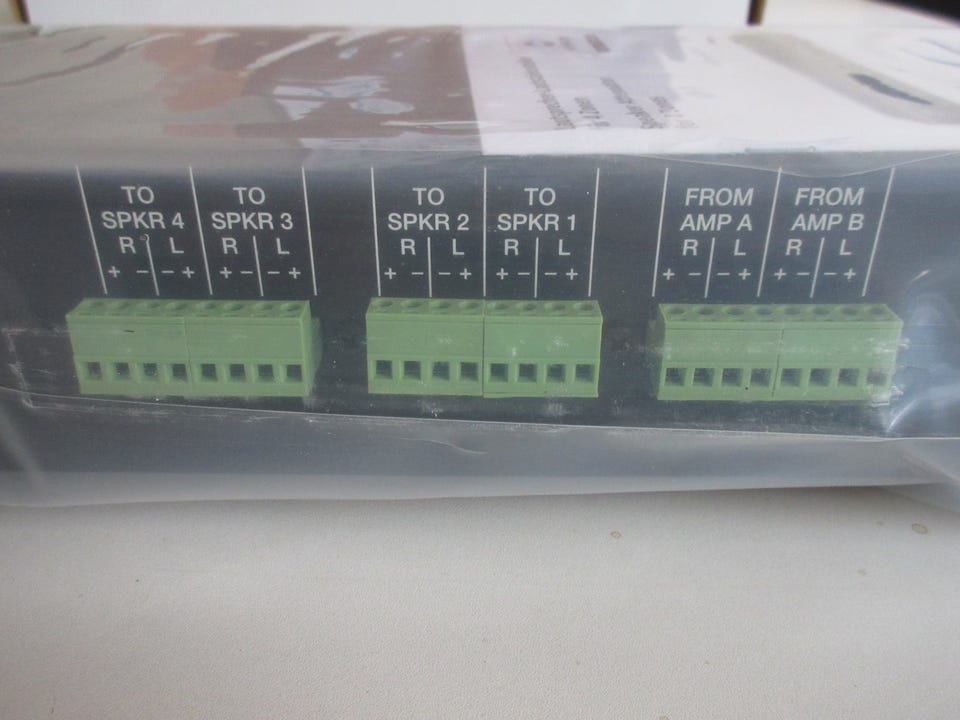 TO
SPKR 4
R L
+ − − +
TO
SPKR 3
R L
+ − − +
TO
SPKR 2
R L
+ − − +
TO
SPKR 1
R L
+ − − +
FROM
AMP A
R L
+ − − +
FROM
AMP B
R L
+ − − +